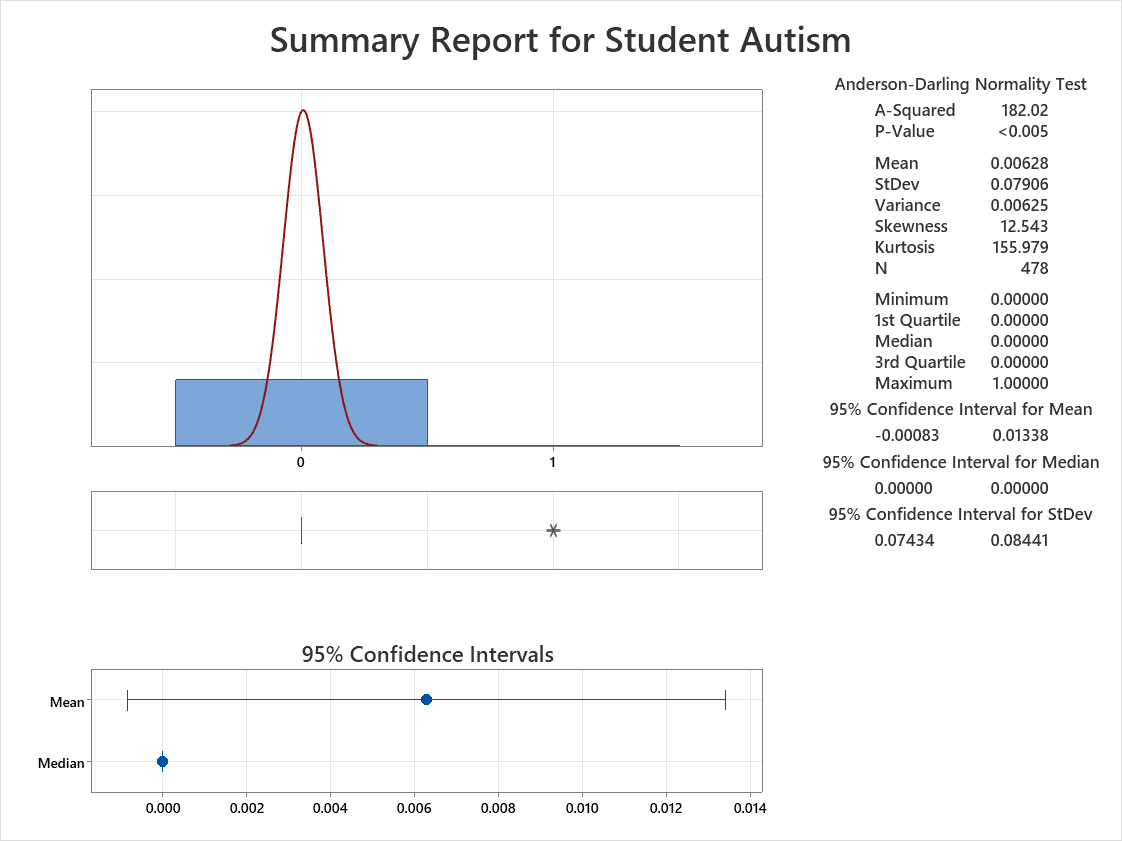 Summary Report for Student Autism
Anderson-Darling Normality Test
A-Squared 182.02
P-Value <0.005
Mean 0.00628
StDev 0.07906
Variance 0.00625
Skewness 12.543
Kurtosis 155.979
N 478
Minimum 0.00000
1st Quartile 0.00000
Median 0.00000
3rd Quartile 0.00000
Maximum 1.00000
95% Confidence Interval for Mean
-0.00083 0.01338
95% Confidence Interval for Median
0.00000 0.00000
95% Confidence Interval for StDev
0.07434 0.08441
0 1
95% Confidence Intervals
Mean
Median
0.000 0.002 0.004 0.006 0.008 0.010 0.012 0.014